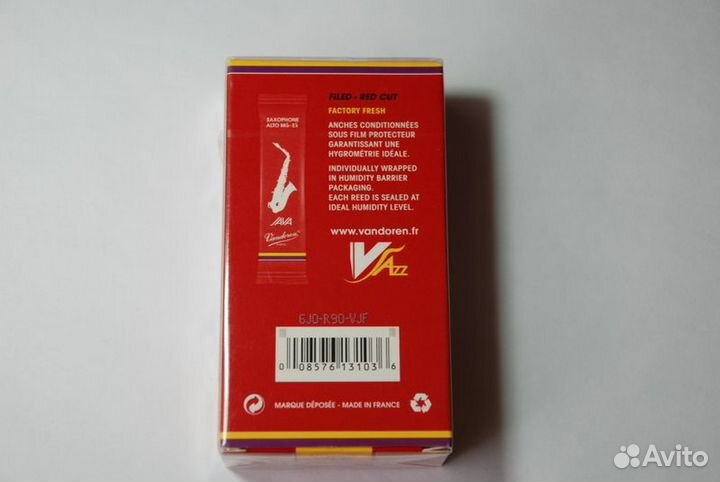 FILED - RED CUT
FACTORY FRESH
SAXOPHONE
ALTO MIb-Eb
ANCHES CONDITIONNÉES
SOUS FILM PROTECTEUR
GARANTISSANT UNE
HYGROMÉTRIE IDÉALE.
INDIVIDUALLY WRAPPED
IN HUMIDITY BARRIER
PACKAGING.
EACH REED IS SEALED AT
IDEAL HUMIDITY LEVEL.
JAVA
Vandoren
PARIS
www.vandoren.fr
V JAZZ
6JO-R90-VJF
0 08576 13103 6
MARQUE DÉPOSÉE - MADE IN FRANCE
Avito